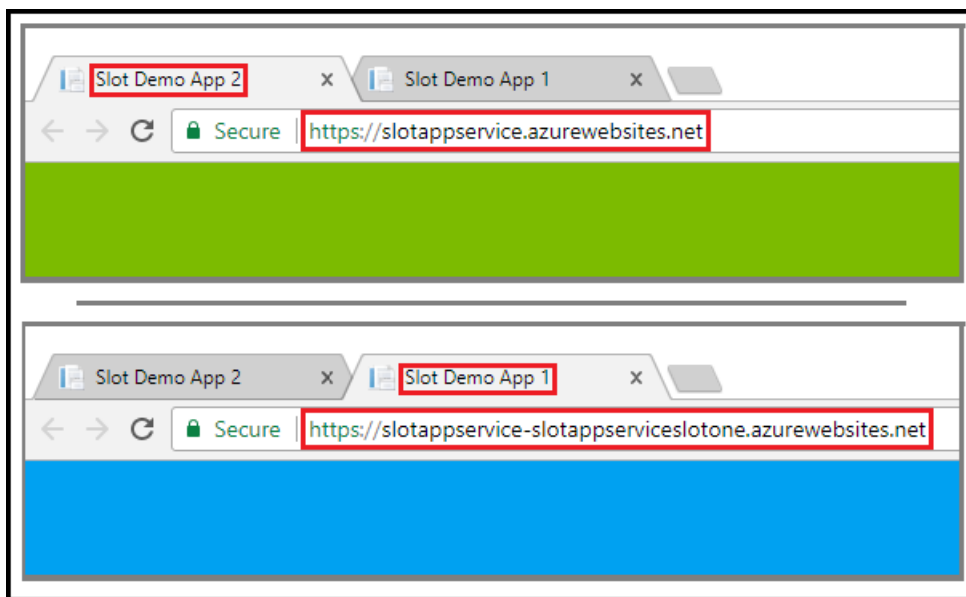 Slot Demo App 2 x Slot Demo App 1 x
Secure https://slotappservice.azurewebsites.net
Slot Demo App 2 x Slot Demo App 1 x
Secure https://slotappservice-slotappserviceslotone.azurewebsites.net